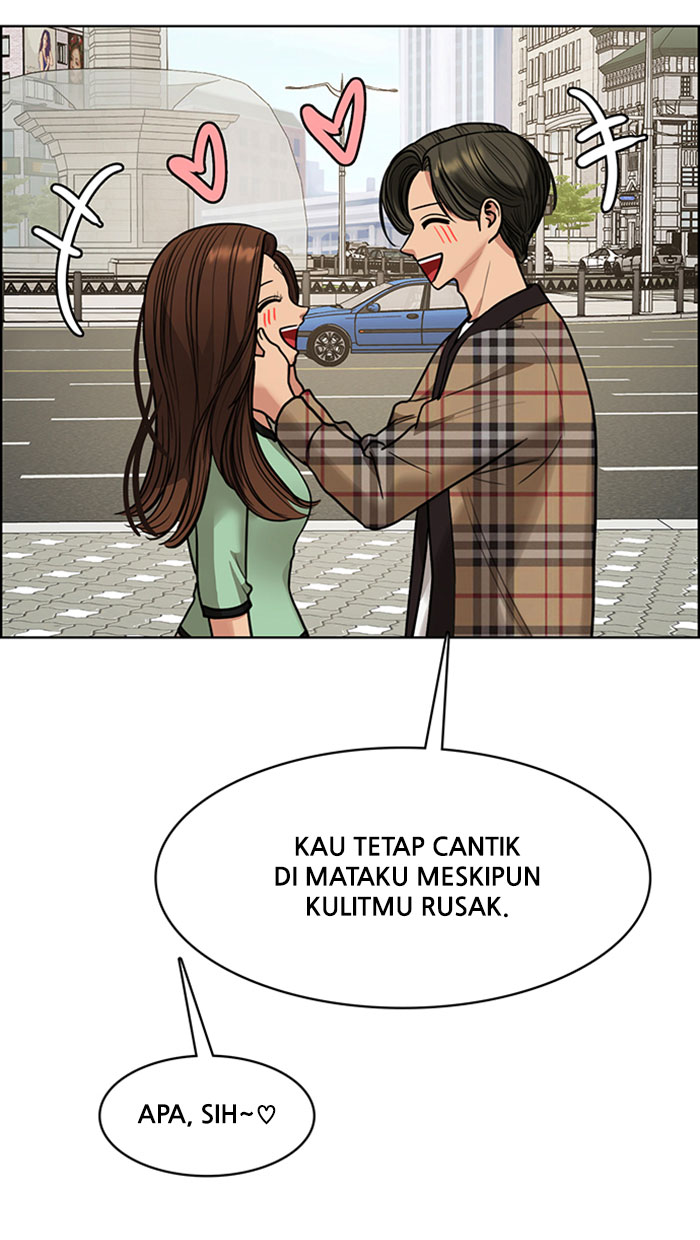 KAU TETAP CANTIK
DI MATAKU MESKIPUN
KULITMU RUSAK.
APA, SIH~♡